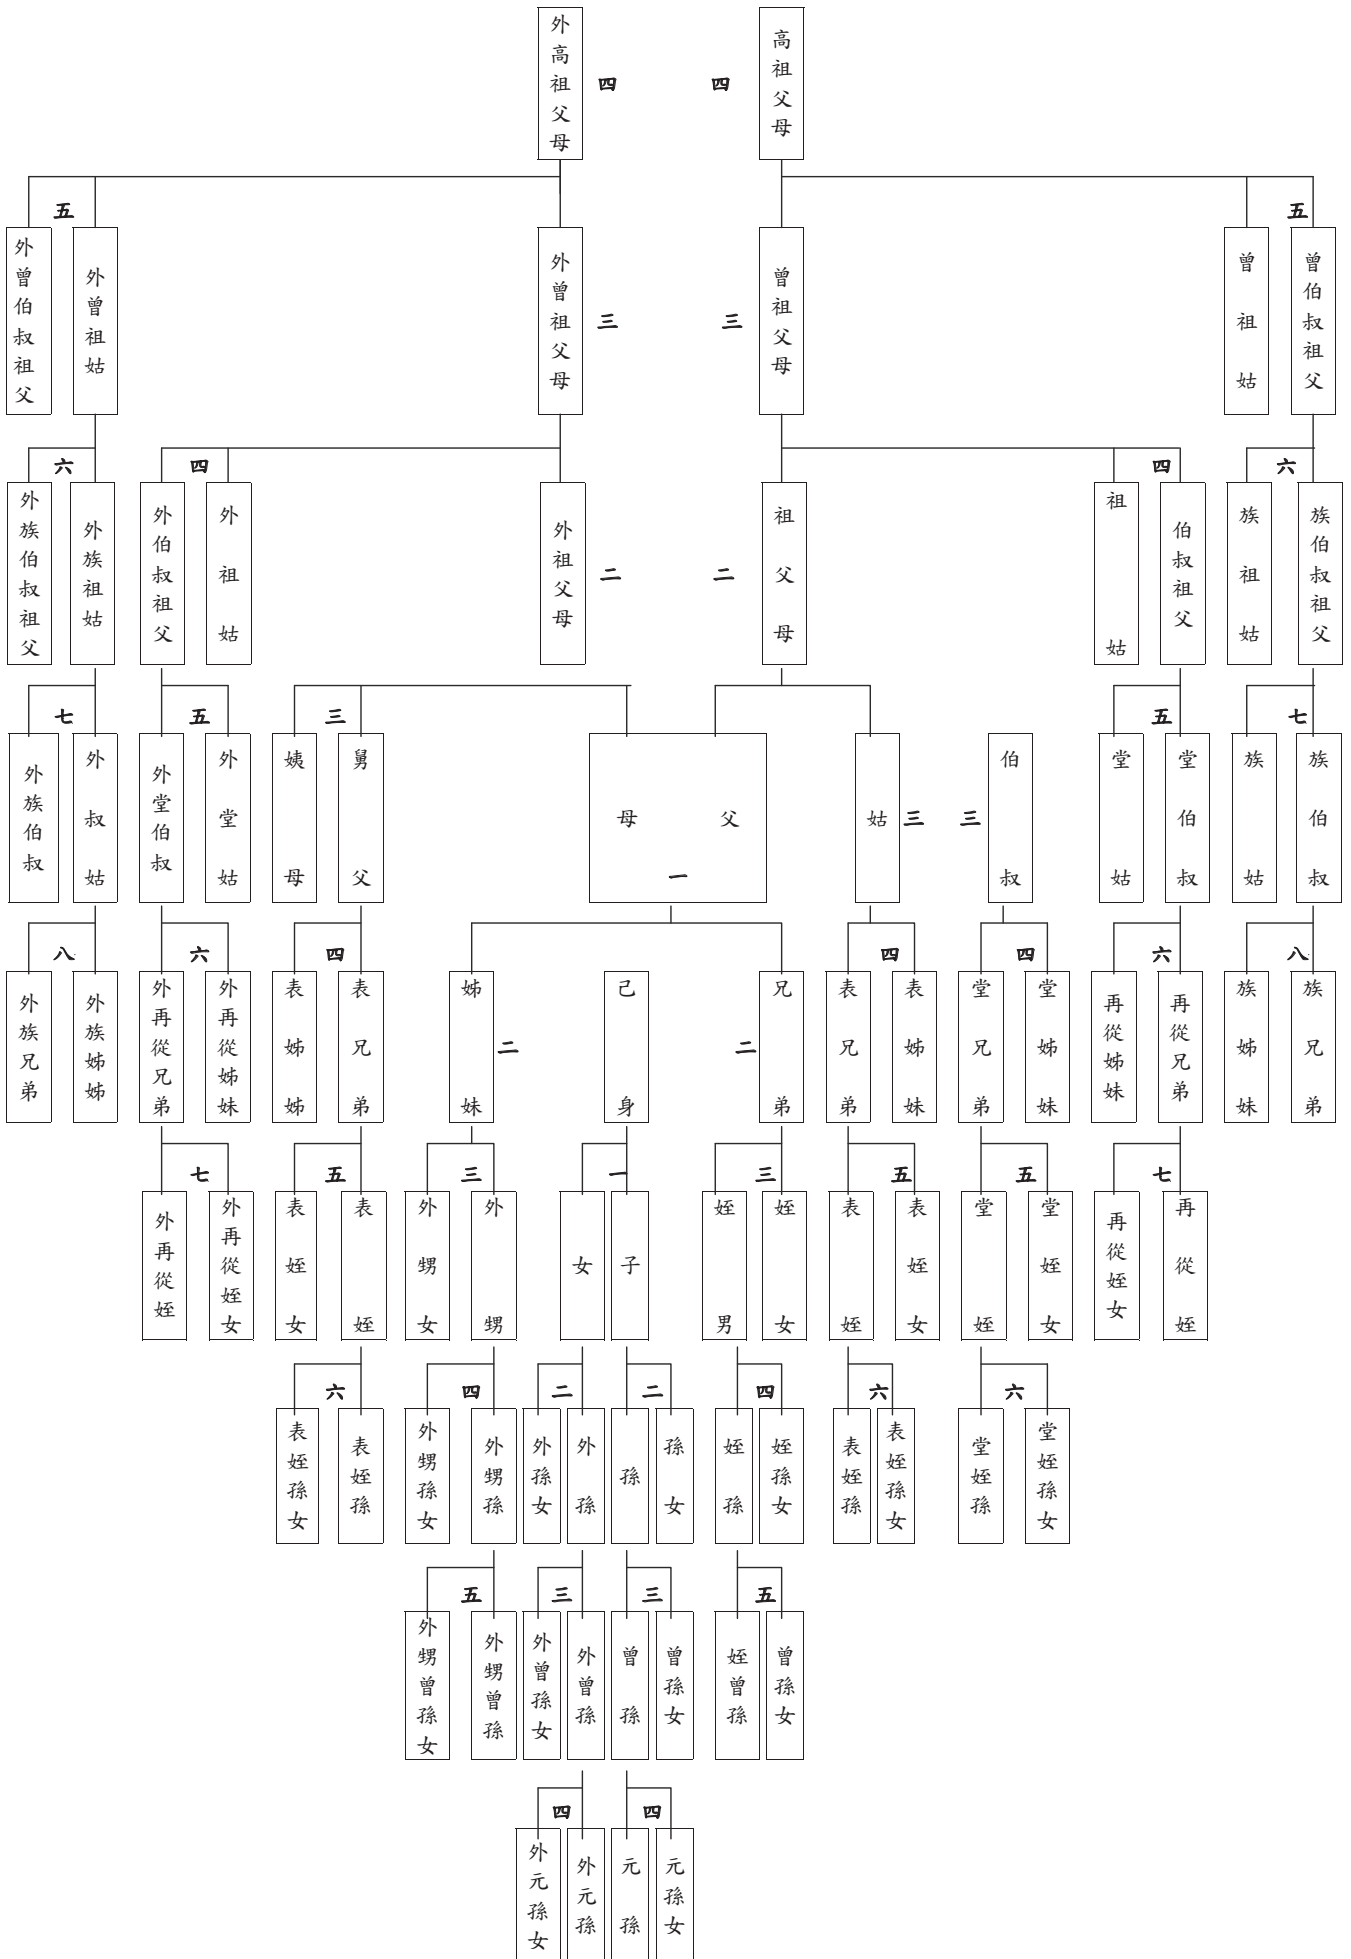 外高祖父母
四
四
高祖父母
五
五
外曾伯叔祖父
外曾祖姑
外曾祖父母
三
三
曾祖父母
曾祖姑
曾伯叔祖父
六
四
四
六
外族伯叔祖父
外族祖姑
外伯叔祖父
外祖姑
外祖父母
二
二
祖父母
祖姑
伯叔祖父
族祖姑
族伯叔祖父
七
五
三
五
七
外族伯叔
外叔姑
外堂伯叔
外堂姑
姨母
舅父
母
父
一
姑
三
三
伯叔
堂姑
堂伯叔
族姑
族伯叔
八
六
四
四
四
六
八
外族兄弟
外族姊姊
外再從兄弟
外再從姊妹
表姊姊
表兄弟
姊妹
二
己身
二
兄弟
表兄弟
表姊妹
堂兄弟
堂姊妹
再從姊妹
再從兄弟
族姊妹
族兄弟
七
五
三
一
三
五
五
七
外再從姪
外再從姪女
表姪女
表姪
外甥女
外甥
女
子
姪男
姪女
表姪
表姪女
堂姪
堂姪女
再從姪女
再從姪
六
四
二
二
四
六
六
表姪孫女
表姪孫
外甥孫女
外甥孫
外孫女
外孫
孫
孫女
姪孫
姪孫女
表姪孫
表姪孫女
堂姪孫
堂姪孫女
五
三
三
五
外甥曾孫女
外甥曾孫
外曾孫女
外曾孫
曾孫
曾孫女
姪曾孫
曾孫女
四
四
外元孫女
外元孫
元孫
元孫女